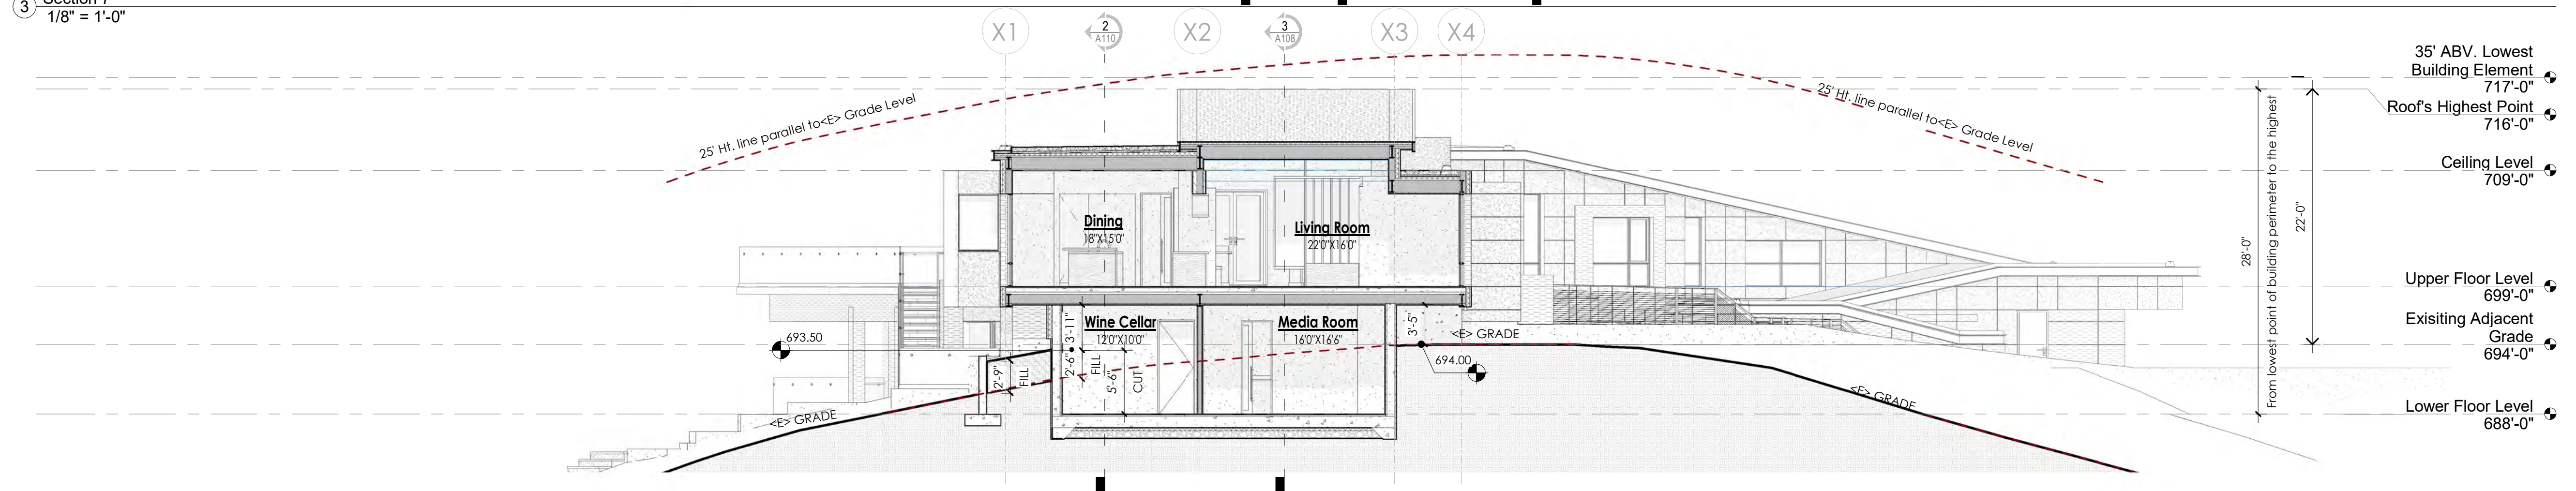 3 Section 7
1/8" = 1'-0"
X1
2
A110
X2
3
A108
X3
X4
35' ABV. Lowest
Building Element
717'-0"
Roof's Highest Point
716'-0"
Ceiling Level
709'-0"
Upper Floor Level
699'-0"
Exisiting Adjacent
Grade
694'-0"
Lower Floor Level
688'-0"
25' Ht. line parallel to<E> Grade Level
25' Ht. line parallel to<E> Grade Level
From lowest point of building perimeter to the highest
28'-0"
22'-0"
Dining
18"X15'0"
Living Room
22'0"X16'0"
Wine Cellar
12'0"X10'0"
Media Room
16'0"X16'6"
693.50
694.00
3'-11"
2'-6"
FILL
5'-6"
CUT
2'-9"
FILL
3'-5"
<E> GRADE
<E> GRADE
<E> GRADE